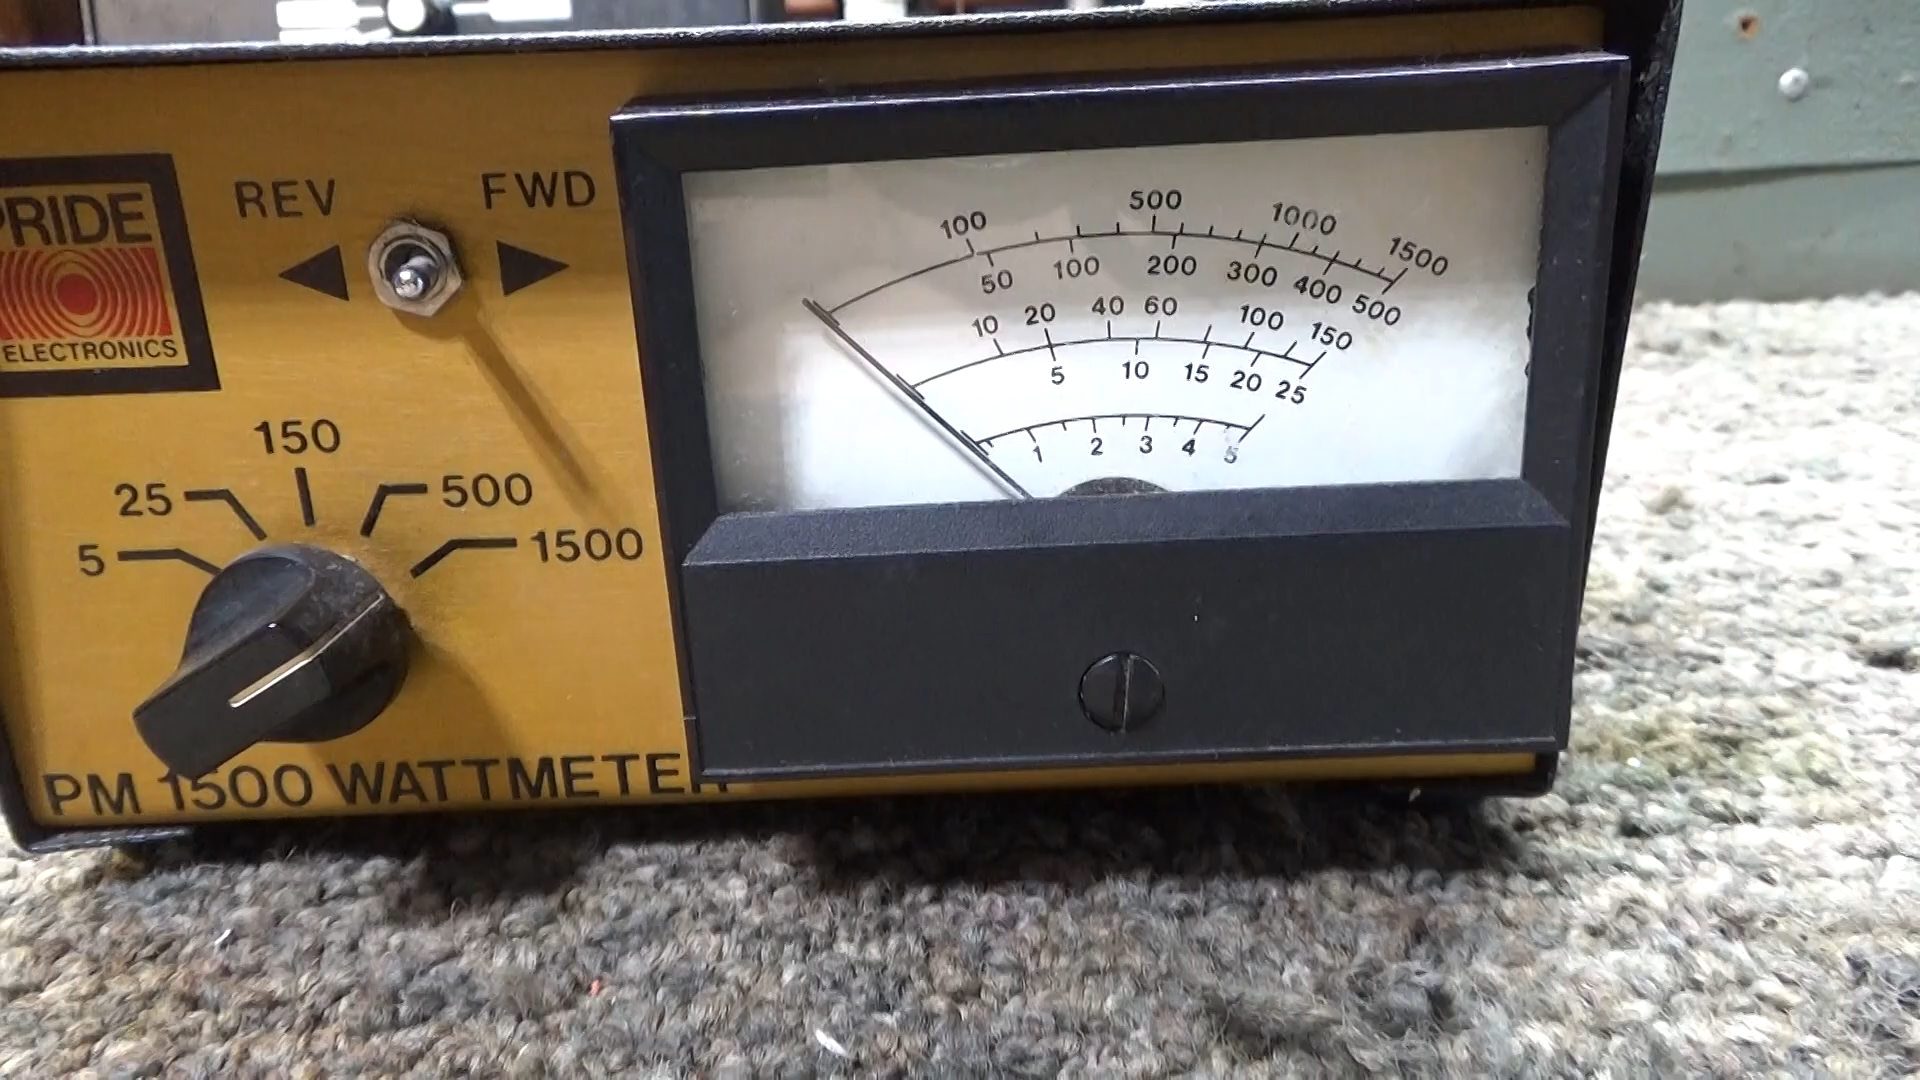 PRIDE
ELECTRONICS
REV FWD
5 25 150 500 1500
PM 1500 WATTMETER
100 500 1000 1500
50 100 200 300 400 500
10 20 40 60 100 150
5 10 15 20 25
1 2 3 4 5